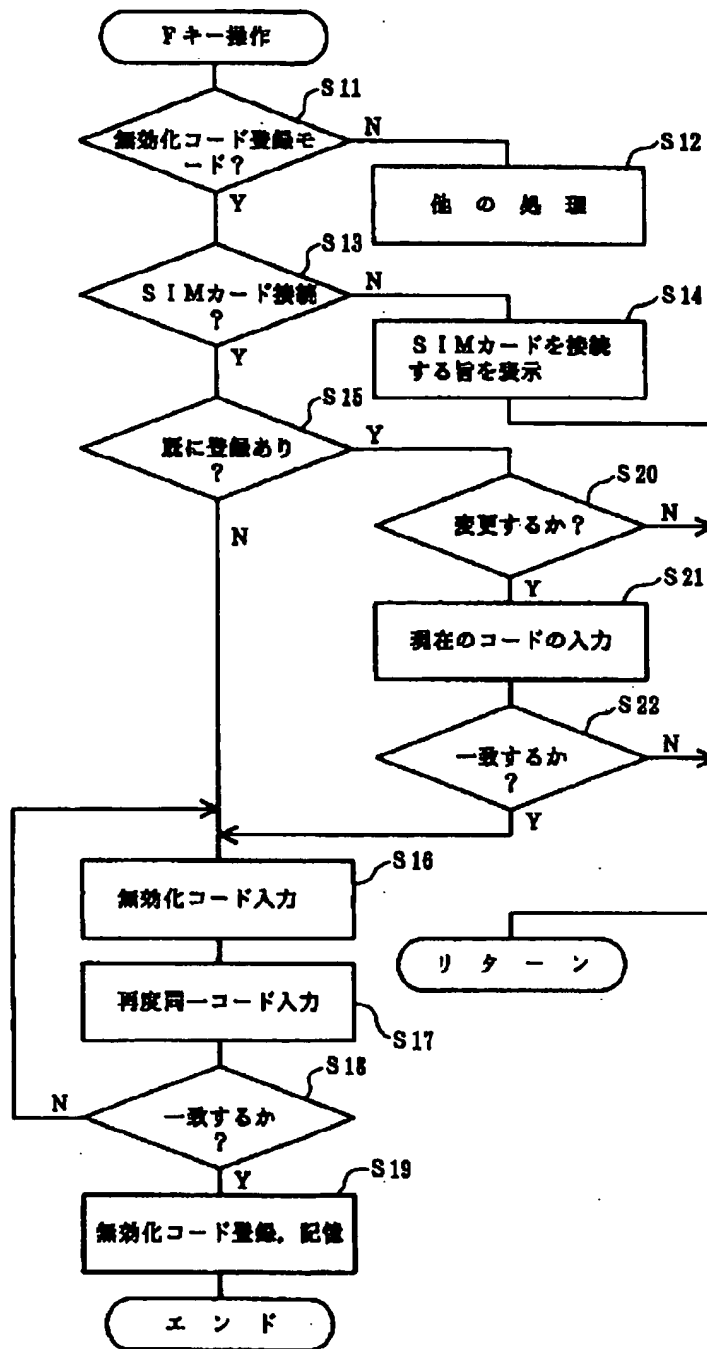 Fキー操作
S11
無効化コード登録モ
ード？
N
Y
S12
他の処理
S13
SIMカード接続
？
N
Y
S14
SIMカードを接続
する旨を表示
S15
既に登録あり
？
Y
N
S20
変更するか？
N
Y
S21
現在のコードの入力
S22
一致するか
？
N
Y
S16
無効化コード入力
リターン
再度同一コード入力
S17
S18
一致するか
？
N
Y
S19
無効化コード登録，記憶
エンド